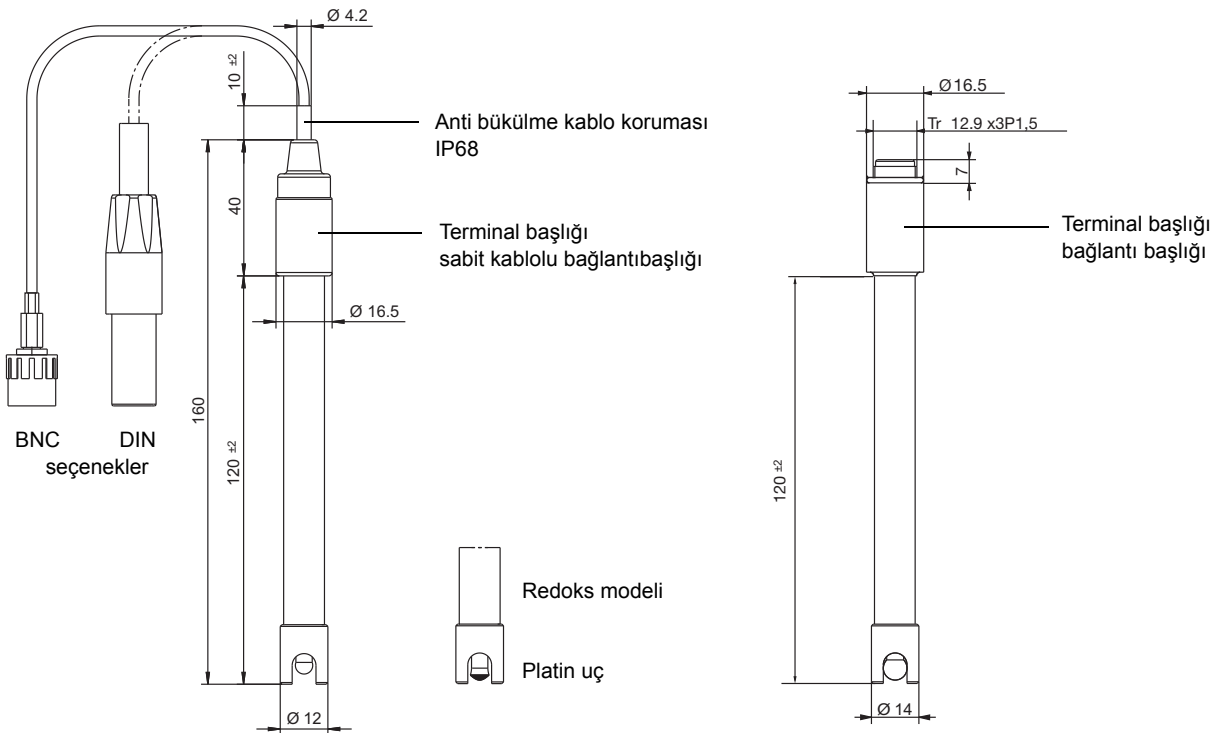 Ø 4.2
10 ±2
Anti bükülme kablo koruması
IP68
40
Terminal başlığı
sabit kablolu bağlantıbaşlığı
Ø 16.5
160
120 ±2
BNC DIN
seçenekler
Redoks modeli
Platin uç
Ø 12
Ø16.5
Tr 12.9 x3P1,5
7
Terminal başlığı
bağlantı başlığı
120 ±2
Ø 14